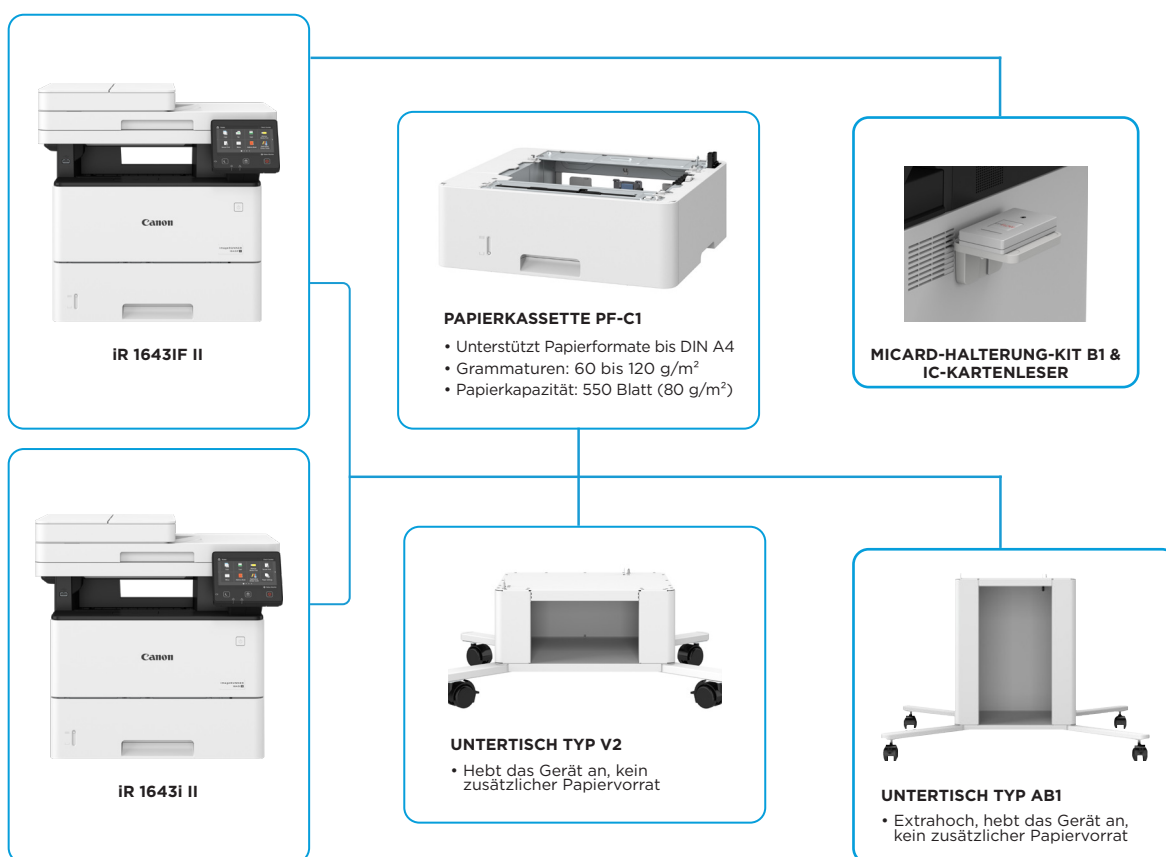 Canon
iR 1643IF II
PAPIERKASSETTE PF-C1
• Unterstützt Papierformate bis DIN A4
• Grammaturen: 60 bis 120 g/m²
• Papierkapazität: 550 Blatt (80 g/m²)
MICARD-HALTERUNG-KIT B1 &
IC-KARTENLESER
Canon
iR 1643i II
UNTERTISCH TYP V2
• Hebt das Gerät an, kein
zusätzlicher Papiervorrat
UNTERTISCH TYP AB1
• Extrahoch, hebt das Gerät an,
kein zusätzlicher Papiervorrat